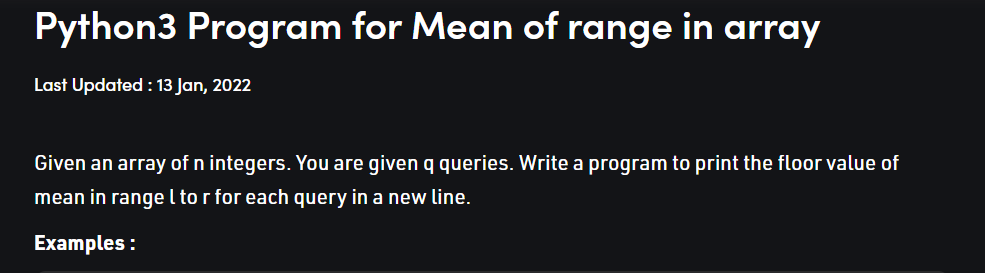 Python3 Program for Mean of range in array
Last Updated : 13 Jan, 2022
Given an array of n integers. You are given q queries. Write a program to print the floor value of
mean in range l to r for each query in a new line.
Examples :